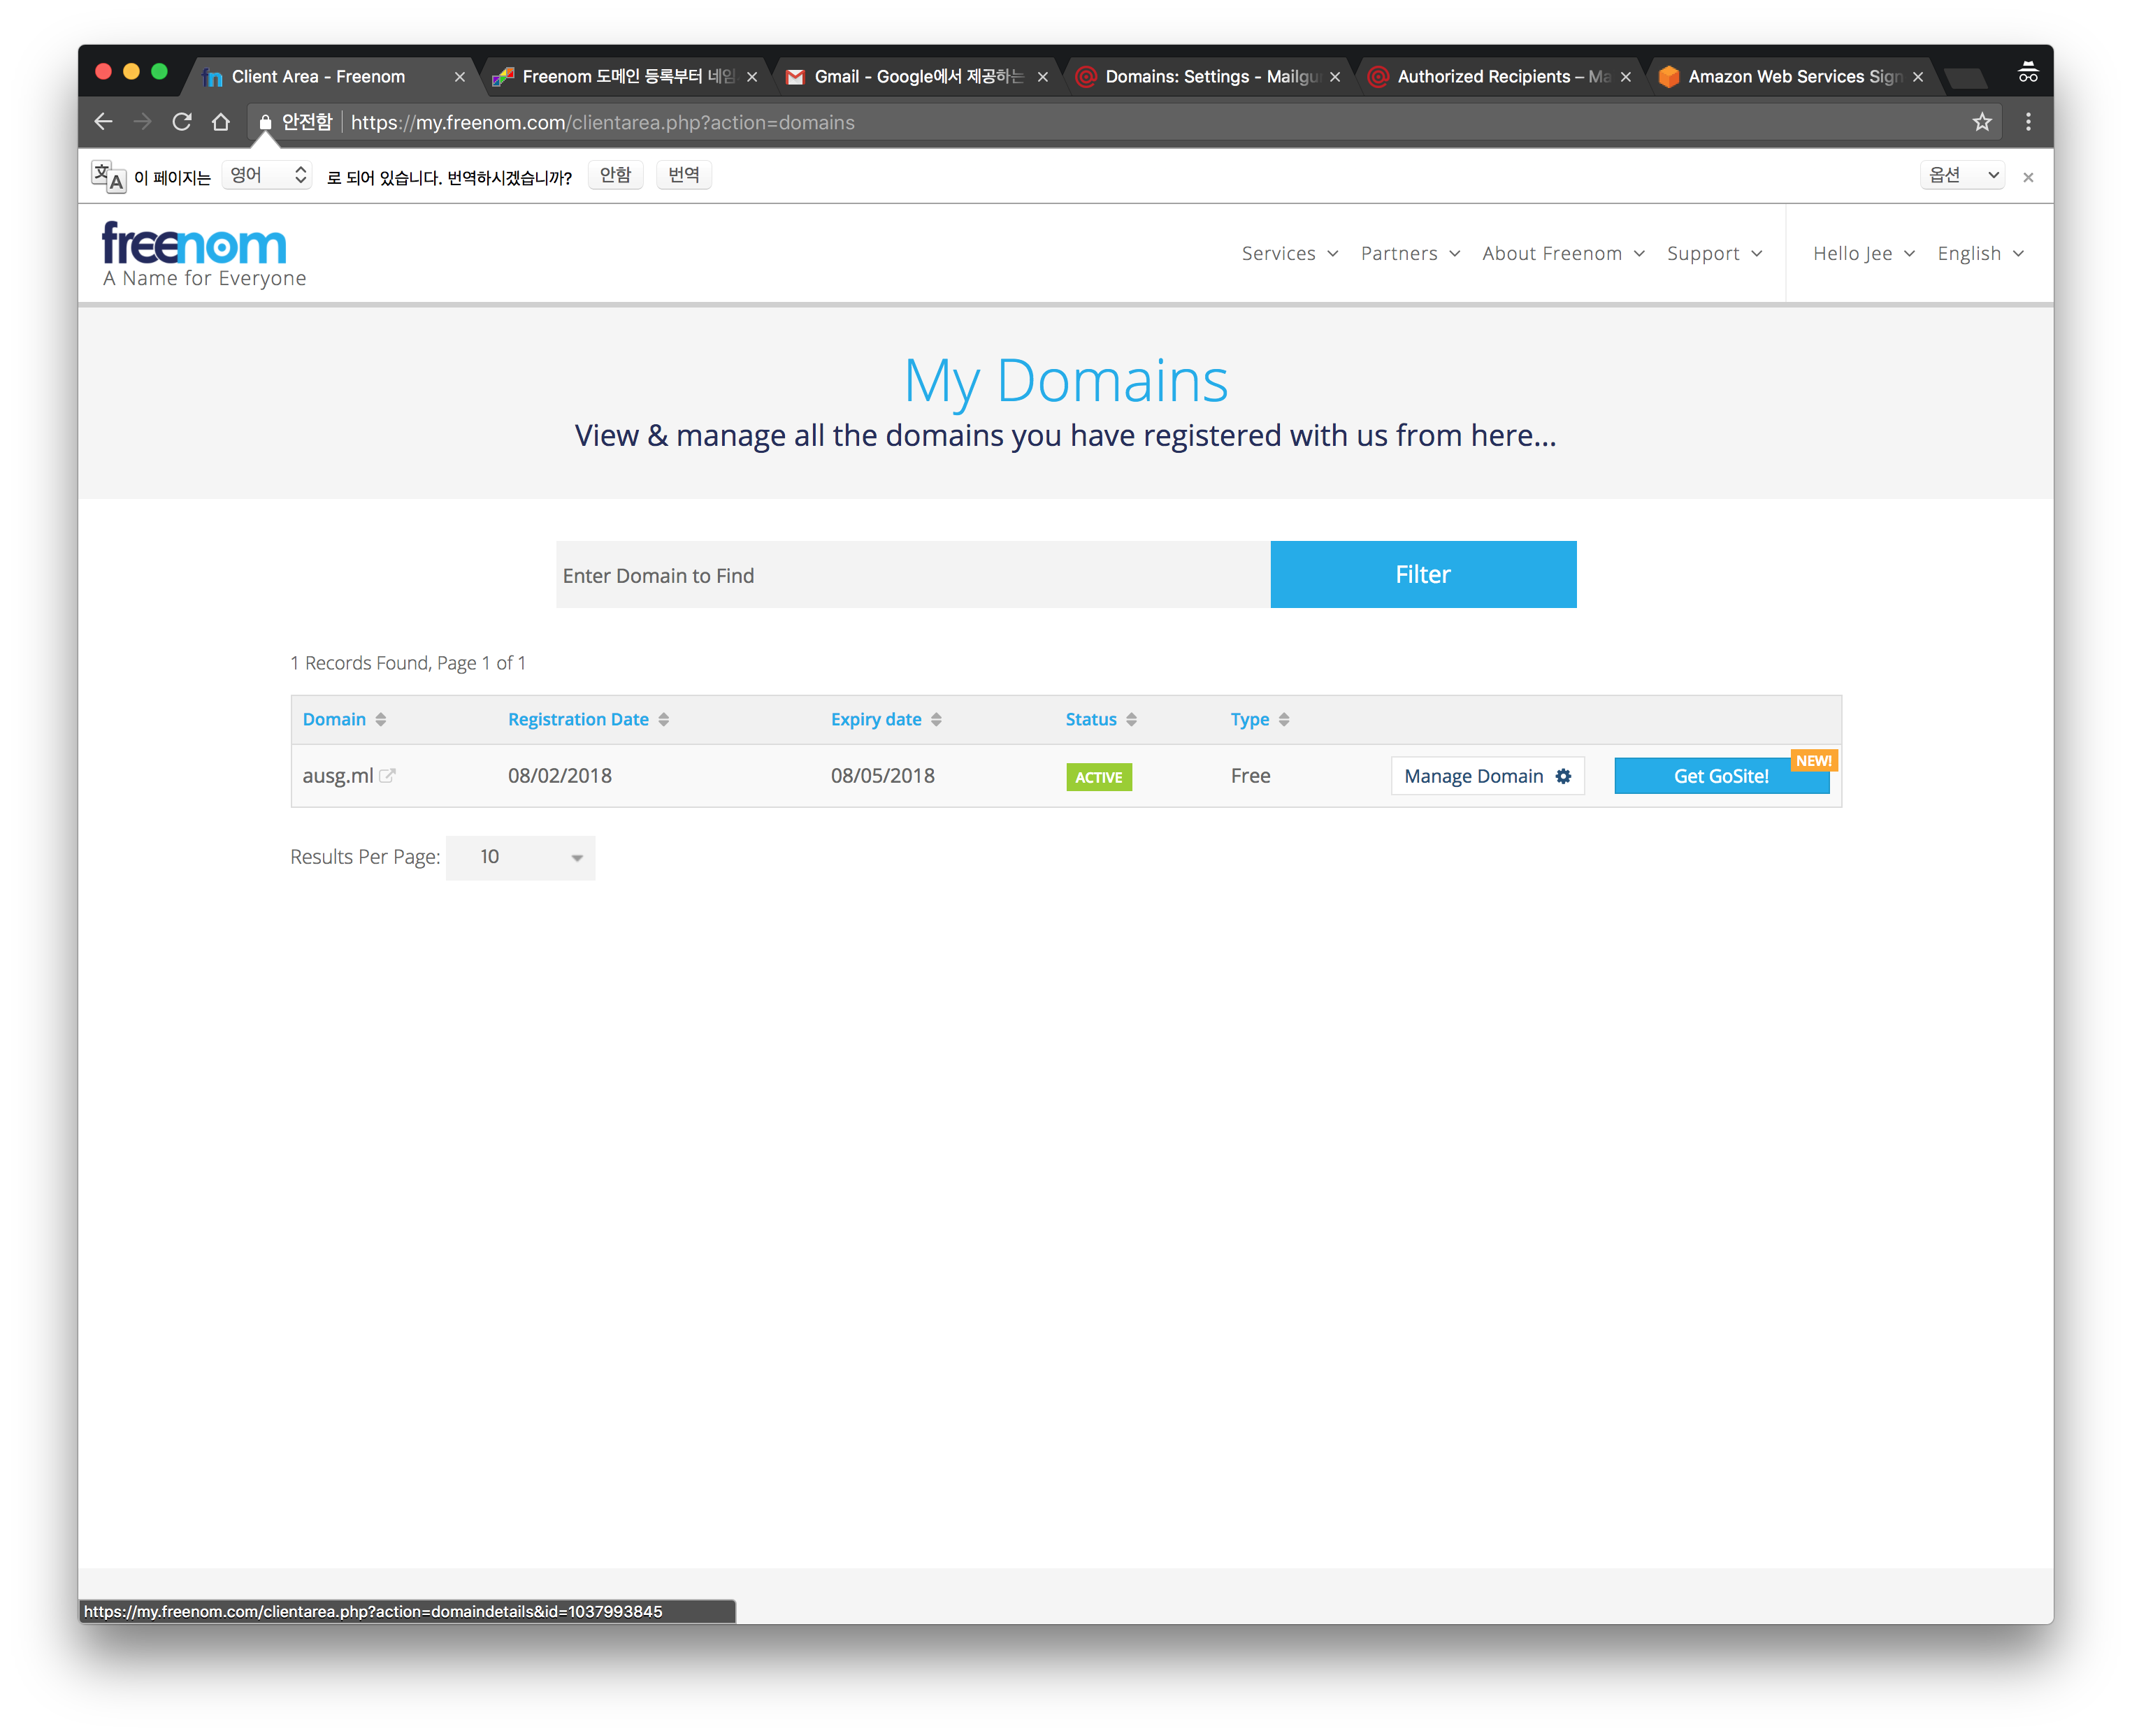 Client Area - Freenom
Freenom 도메인 등록부터 네임
Gmail - Google에서 제공하는
Domains: Settings - Mailgu
Authorized Recipients – Ma
Amazon Web Services Sign
안전함
https://my.freenom.com/clientarea.php?action=domains
이 페이지는 영어 로 되어 있습니다. 번역하시겠습니까? 안함 번역 옵션
freenom
A Name for Everyone
Services Partners About Freenom Support Hello Jee English
My Domains
View & manage all the domains you have registered with us from here...
Enter Domain to Find Filter
1 Records Found, Page 1 of 1
Domain Registration Date Expiry date Status Type
NEW!
ausg.ml 08/02/2018 08/05/2018 ACTIVE Free Manage Domain Get GoSite!
Results Per Page: 10
https://my.freenom.com/clientarea.php?action=domaindetails&id=1037993845